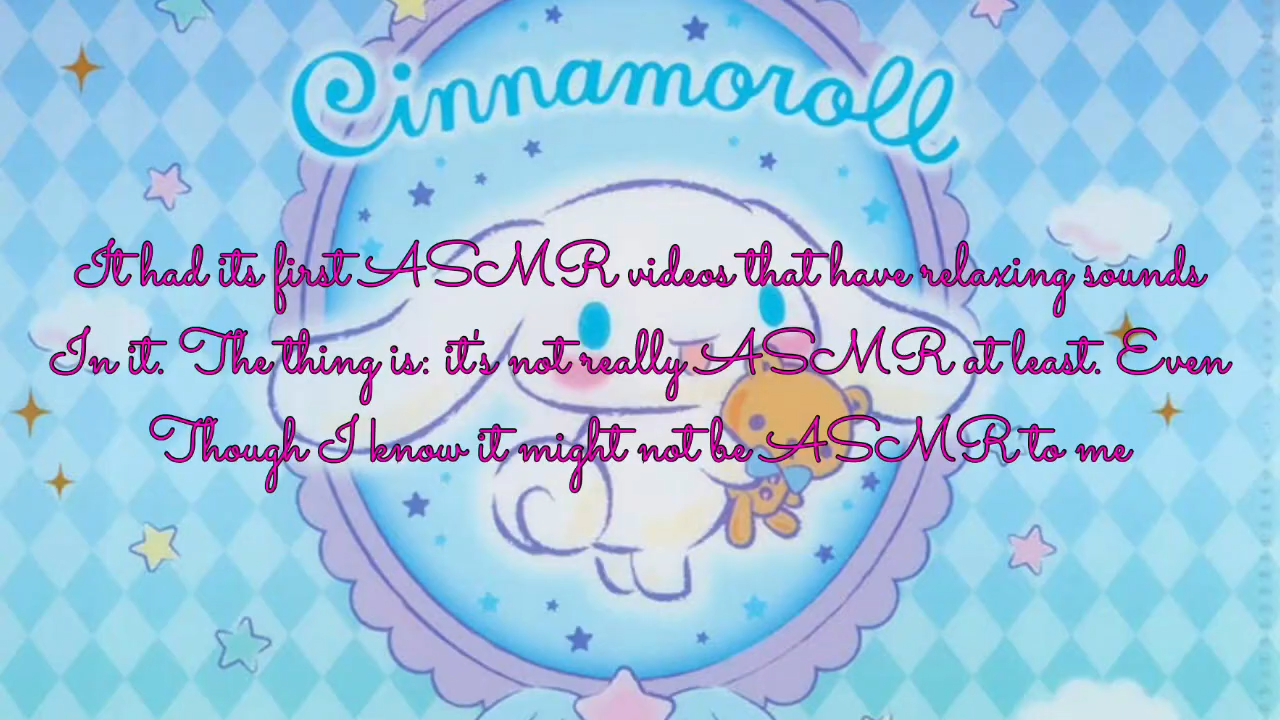 Cinnamoroll
It had its first ASMR videos that have relaxing sounds
In it. The thing is: it's not really ASMR at least. Even
Though I know it might not be ASMR to me